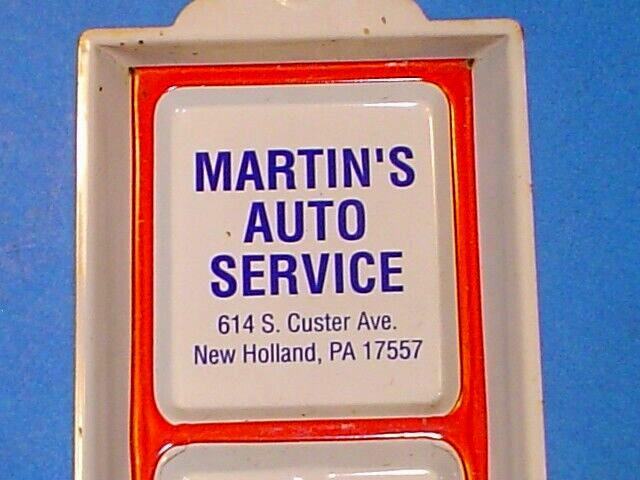 MARTIN'S
AUTO
SERVICE
614 S. Custer Ave.
New Holland, PA 17557